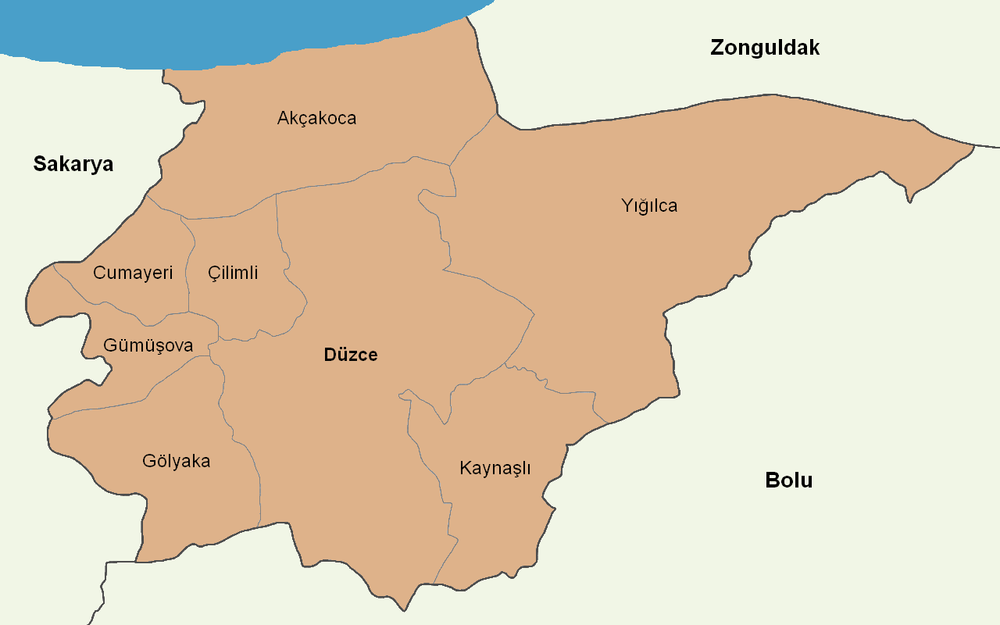 Zonguldak
Akçakoca
Sakarya
Yığılca
Cumayeri
Çilimli
Gümüşova
Düzce
Gölyaka
Kaynaşlı
Bolu